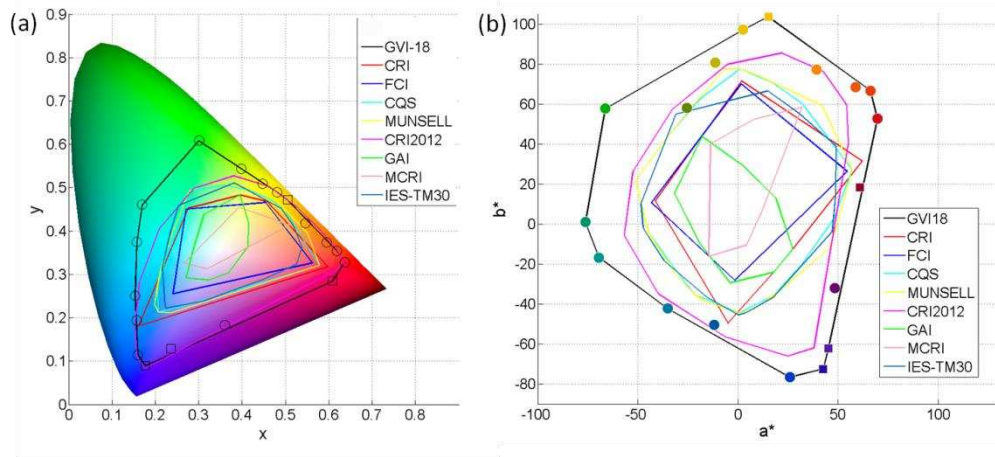 (a)
0.9
0.8
0.7
0.6
0.5
0.4
0.3
0.2
0.1
0
y
0 0.1 0.2 0.3 0.4 0.5 0.6 0.7 0.8
x
GVI-18
CRI
FCI
CQS
MUNSELL
CRI2012
GAI
MCRI
IES-TM30
(b)
100
80
60
40
20
0
-20
-40
-60
-80
b*
-100 -50 0 50 100
a*
GVI18
CRI
FCI
CQS
MUNSELL
CRI2012
GAI
MCRI
IES-TM30